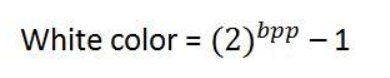 White color = (2)^{bpp} – 1